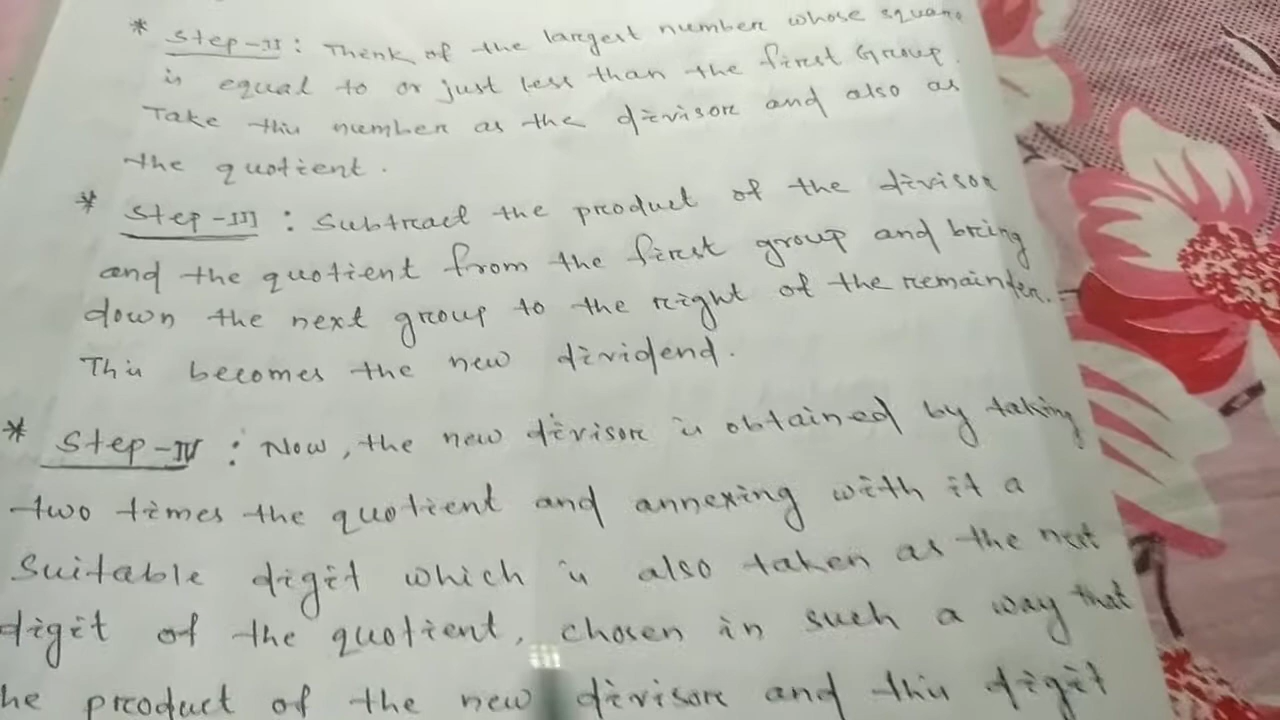 * Step-II : Think of the largest number whose square
is equal to or just less than the first Group.
Take this number as the divisor and also as
the quotient.
* Step-III : Subtract the product of the divisor
and the quotient from the first group and bring
down the next group to the right of the remainder.
This becomes the new dividend.
* Step-IV : Now, the new divisor is obtained by taking
two times the quotient and annexing with it a
suitable digit which is also taken as the next
digit of the quotient, chosen in such a way that
he product of the new divisor and this digit